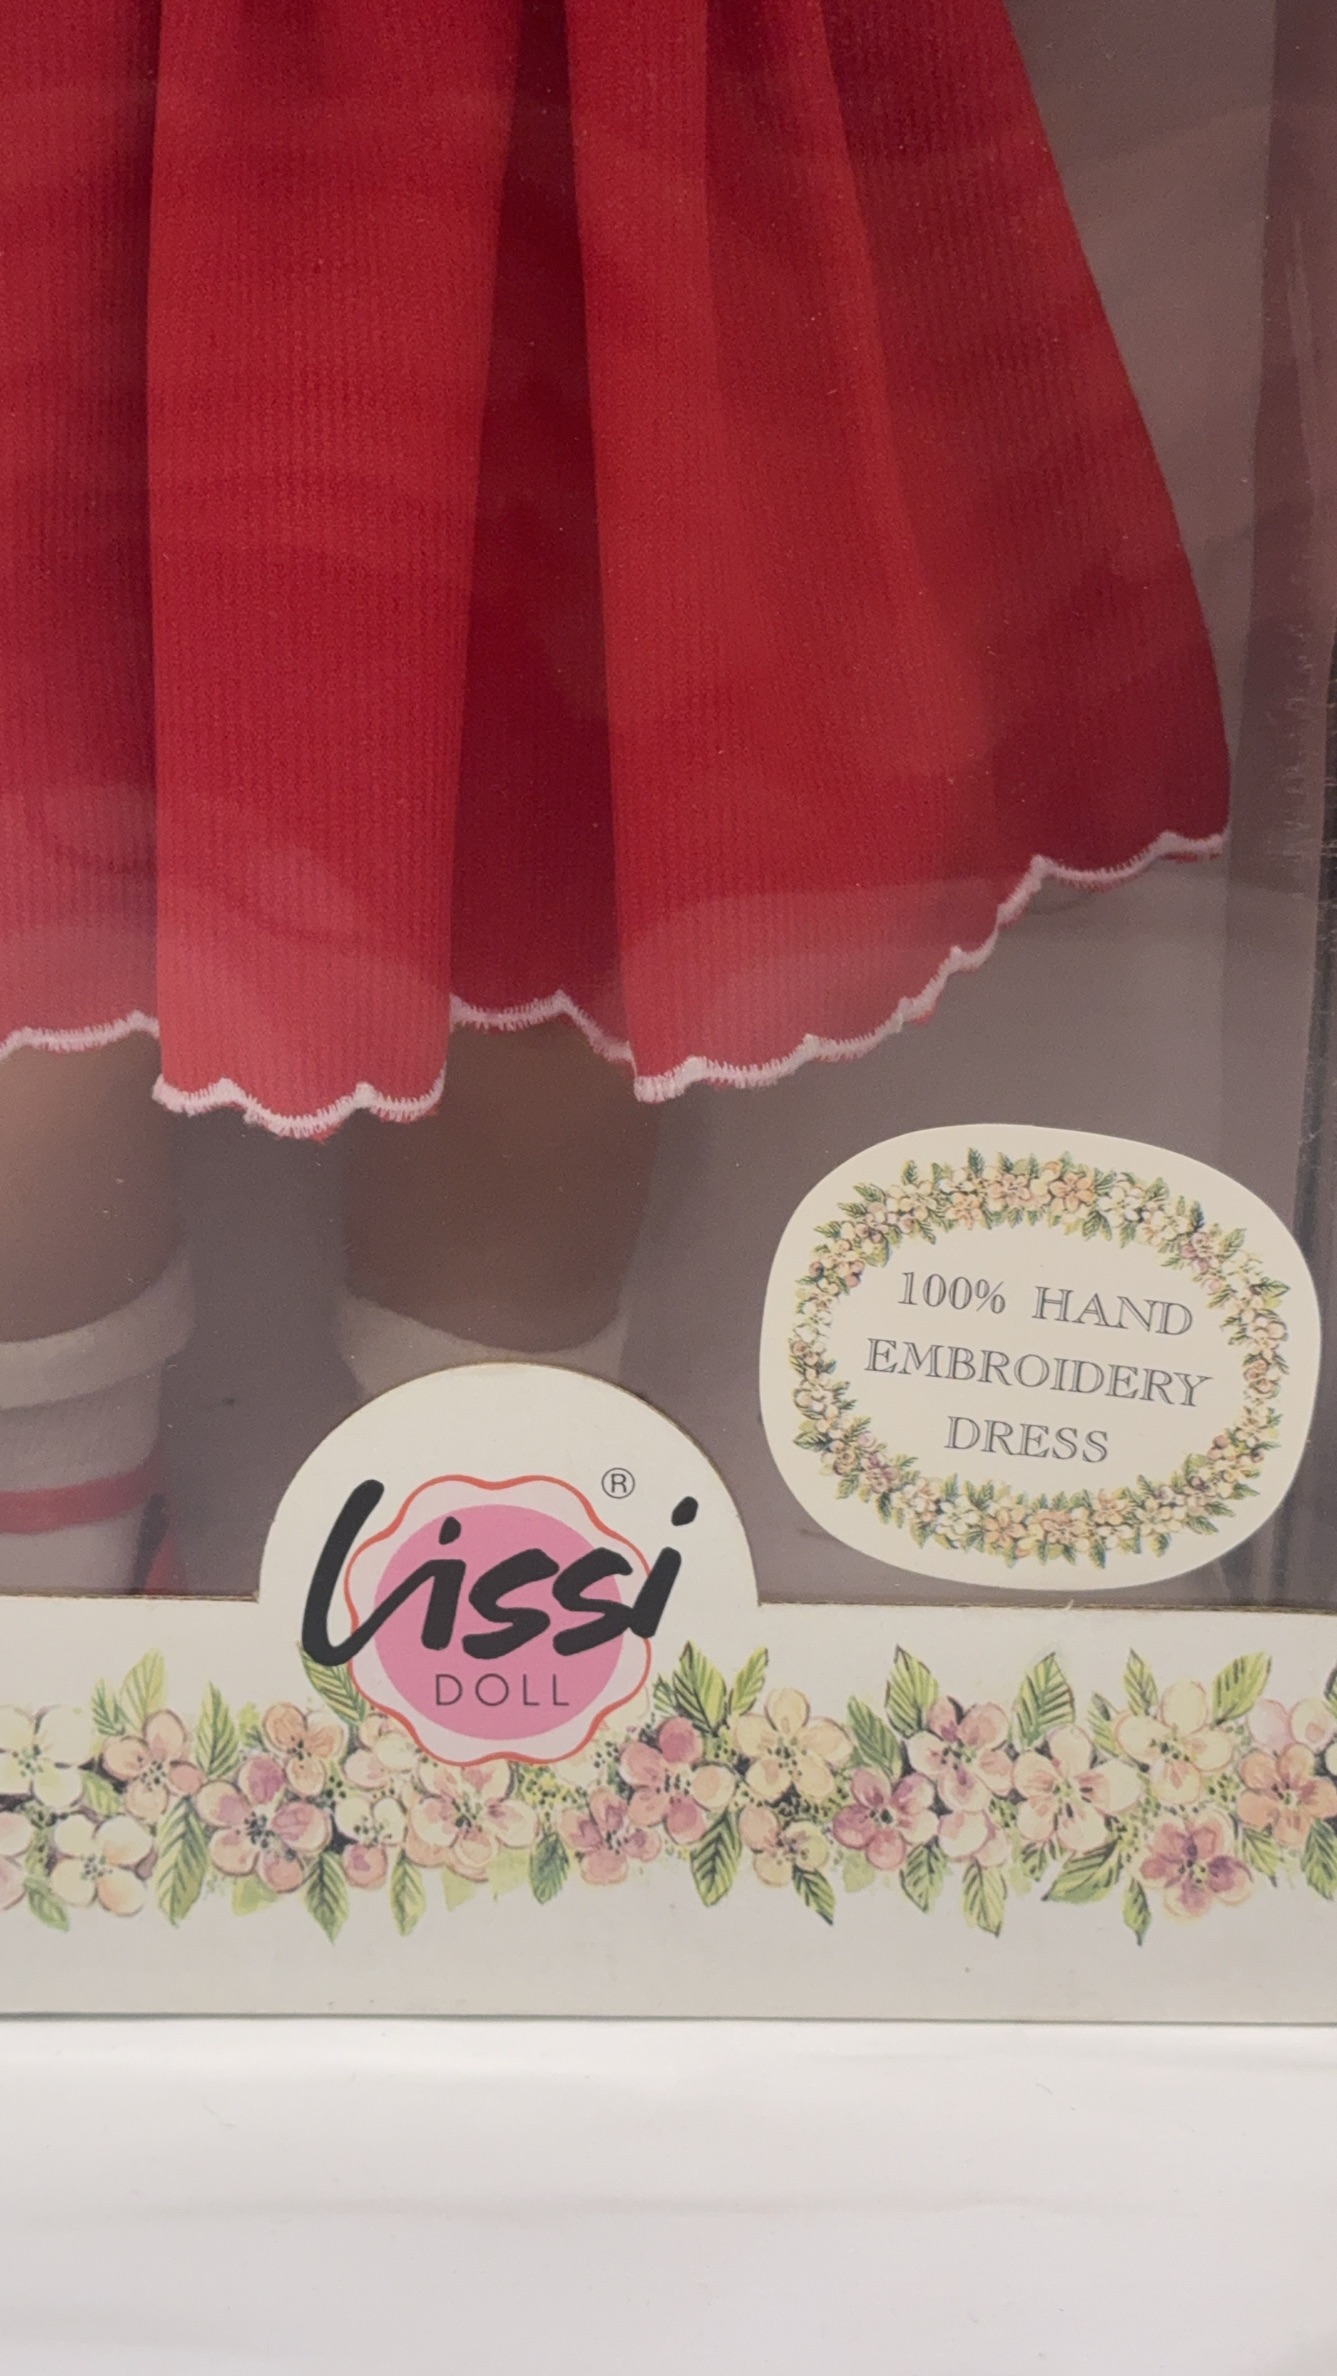 100% HAND
EMBROIDERY
DRESS
Lissi ®
DOLL